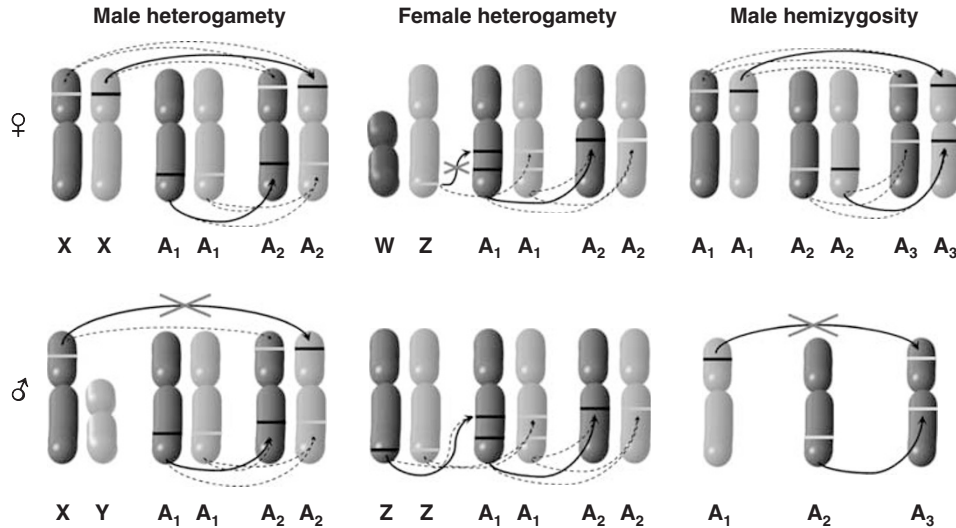 Male heterogamety Female heterogamety Male hemizygosity
♀
X X A₁ A₁ A₂ A₂ W Z A₁ A₁ A₂ A₂ A₁ A₁ A₂ A₂ A₃ A₃
♂
X Y A₁ A₁ A₂ A₂ Z Z A₁ A₁ A₂ A₂ A₁ A₂ A₃